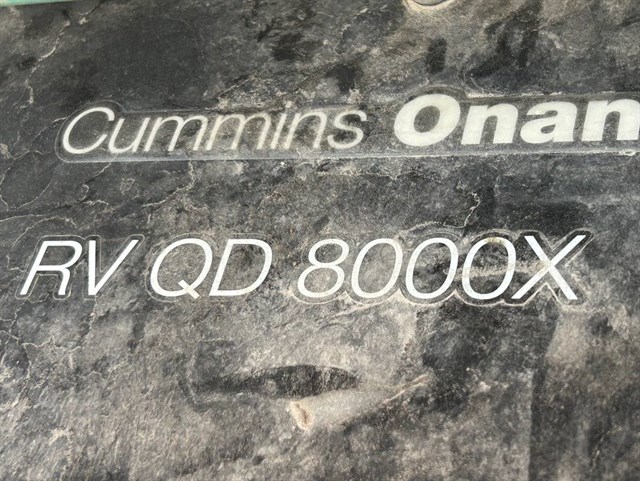 Cummins Onan
RV QD 8000X